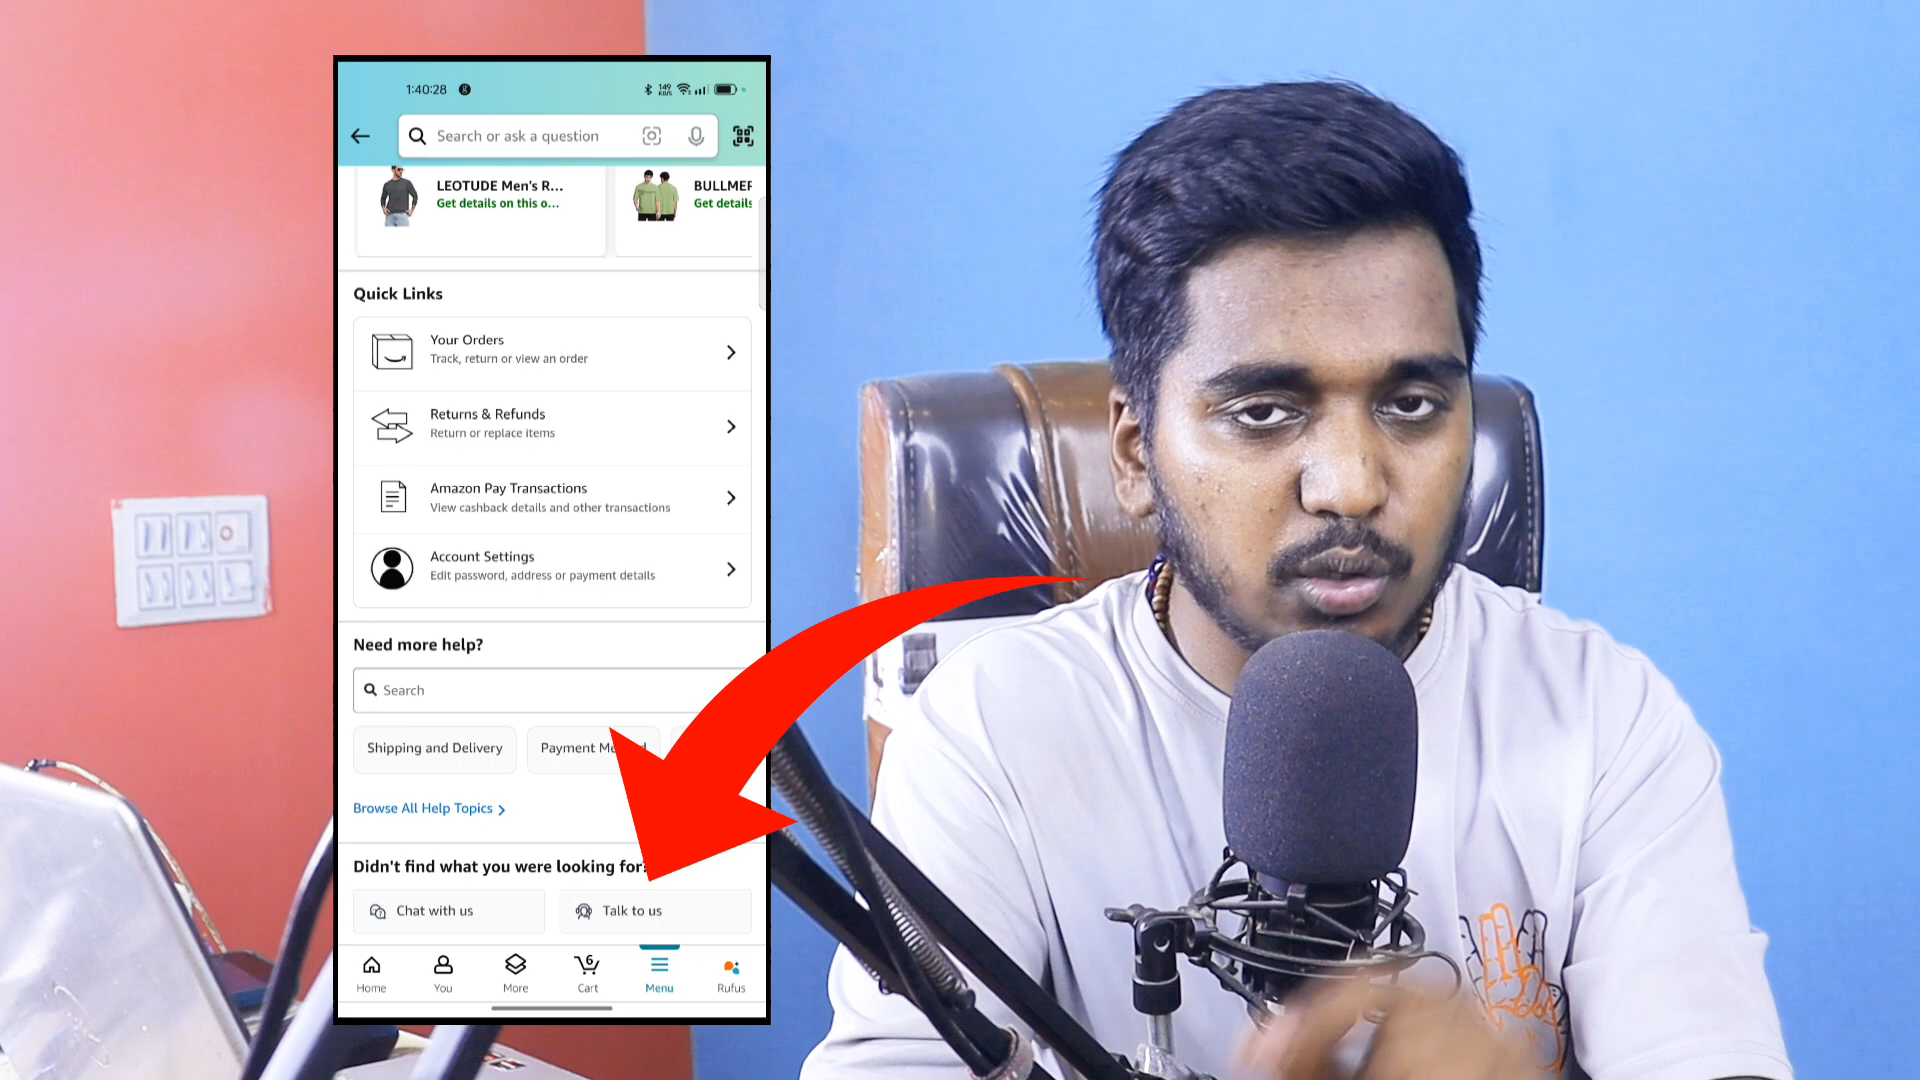 1:40:28
149
KB/S
Search or ask a question
LEOTUDE Men's R...
Get details on this o...
BULLMER
Get details
Quick Links
Your Orders
Track, return or view an order
Returns & Refunds
Return or replace items
Amazon Pay Transactions
View cashback details and other transactions
Account Settings
Edit password, address or payment details
Need more help?
Search
Shipping and Delivery
Payment
Browse All Help Topics
Didn't find what you were looking for?
Chat with us
Talk to us
6
Home
You
More
Cart
Menu
Rufus